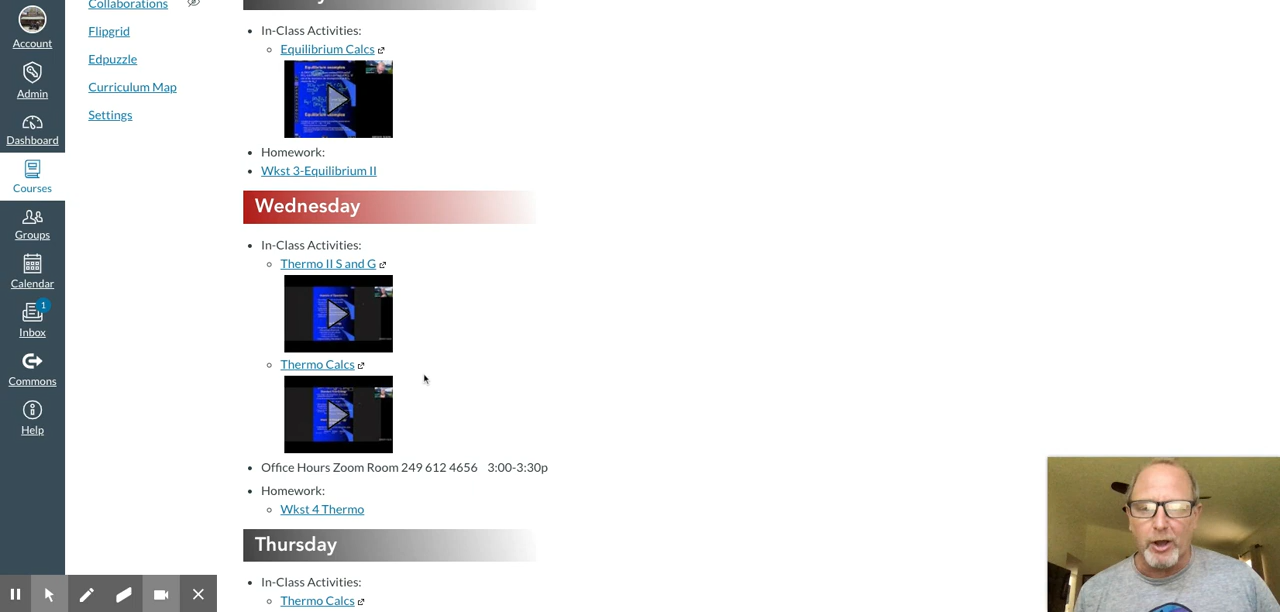 Collaborations
Account
Flipgrid
Edpuzzle
Admin
Curriculum Map
Settings
Dashboard
Courses
Groups
Calendar
1
Inbox
Commons
Help
In-Class Activities:
Equilibrium Calcs
Homework:
Wkst 3-Equilibrium II
Wednesday
In-Class Activities:
Thermo II S and G
Thermo Calcs
Office Hours Zoom Room 249 612 4656 3:00-3:30p
Homework:
Wkst 4 Thermo
Thursday
In-Class Activities:
Thermo Calcs